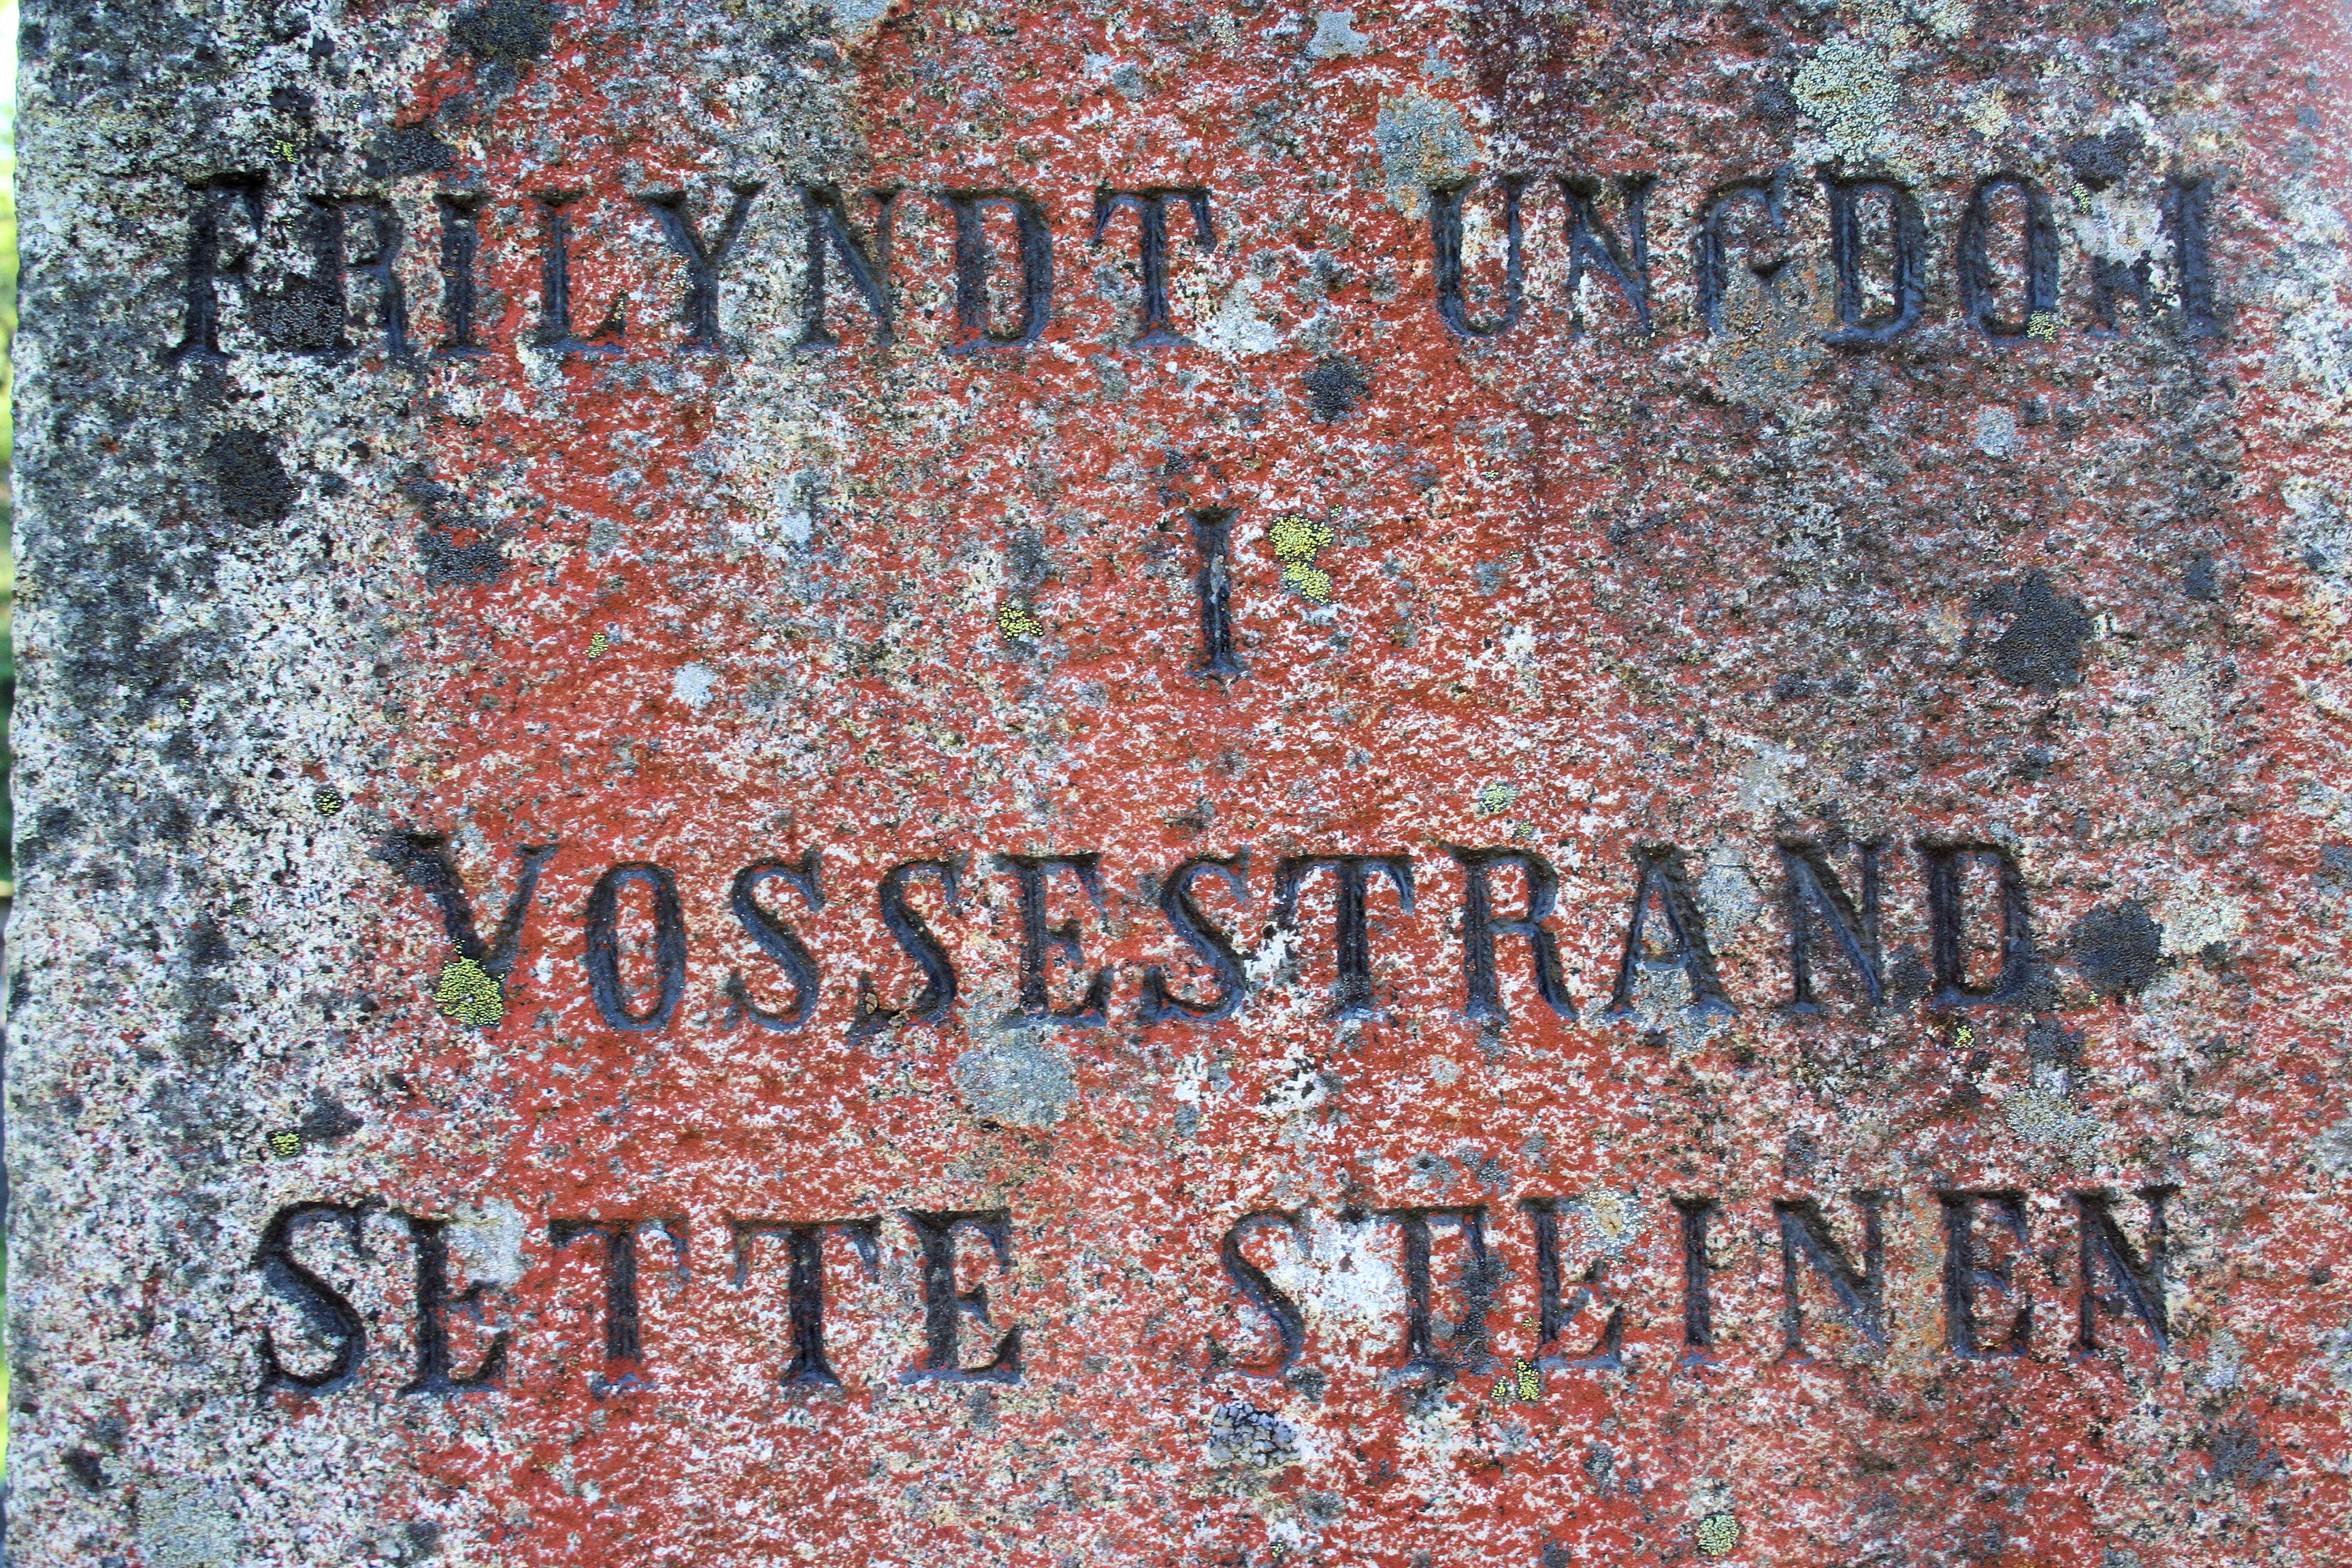 FRILYNDT UNGDOM
I
VOSSESTRAND
SETTE STEINEN